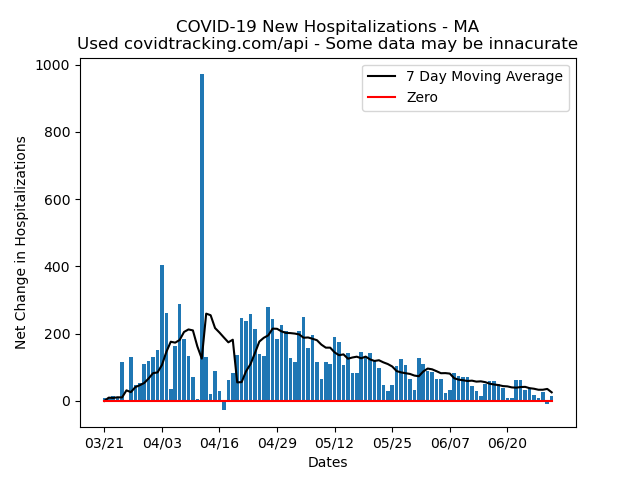 COVID-19 New Hospitalizations - MA
Used covidtracking.com/api - Some data may be innacurate
7 Day Moving Average
Zero
Net Change in Hospitalizations
1000
800
600
400
200
0
03/21 04/03 04/16 04/29 05/12 05/25 06/07 06/20
Dates